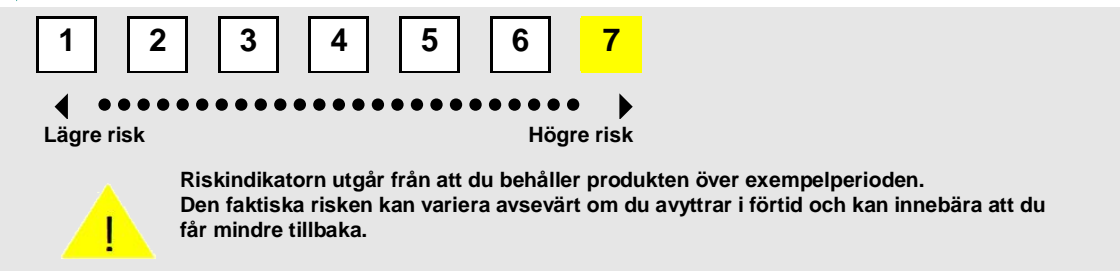 1 2 3 4 5 6 7
Lägre risk Högre risk
Riskindikatorn utgår från att du behåller produkten över exempelperioden.
Den faktiska risken kan variera avsevärt om du avyttrar i förtid och kan innebära att du
får mindre tillbaka.
!